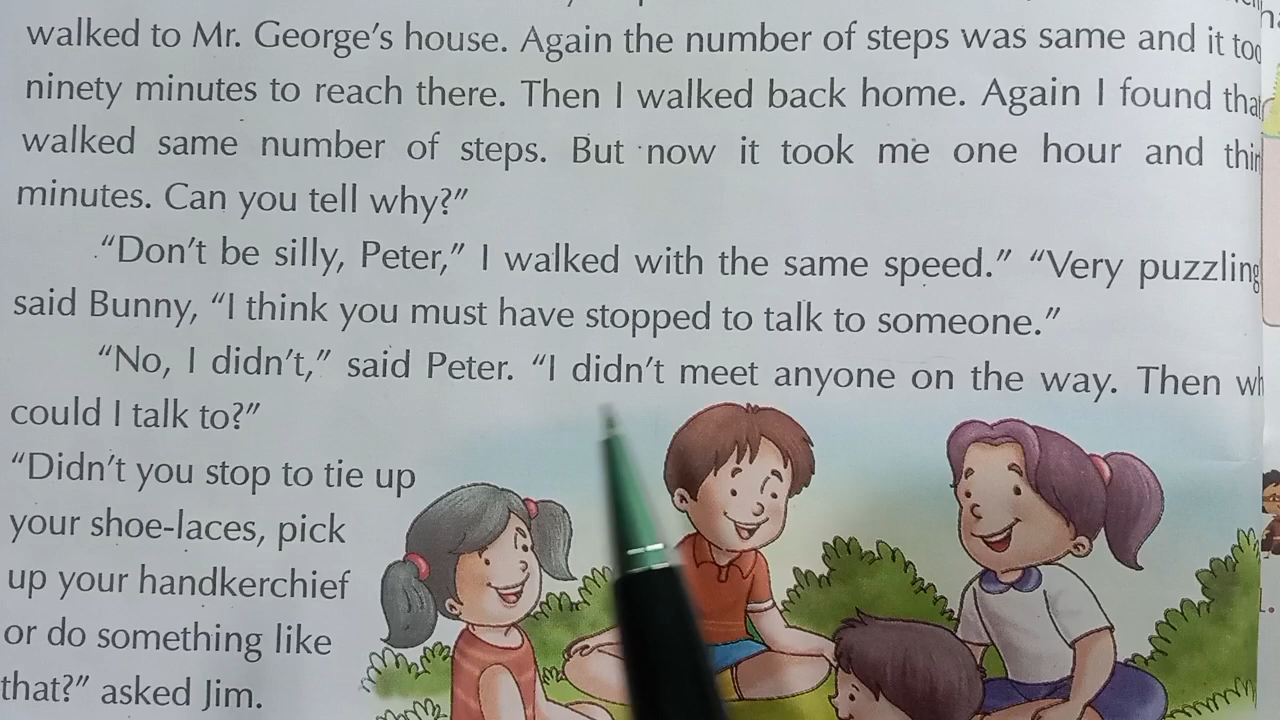 walked to Mr. George's house. Again the number of steps was same and it
ninety minutes to reach there. Then I walked back home. Again I found
walked same number of steps. But now it took me one hour and
minutes. Can you tell why?"
"Don't be silly, Peter," I walked with the same speed." "Very puzzling
said Bunny, "I think you must have stopped to talk to someone."
"No, I didn't," said Peter. "I didn't meet anyone on the way. Then
could I talk to?"
"Didn't you stop to tie up
your shoe-laces, pick
up your handkerchief
or do something like
that?" asked Jim.